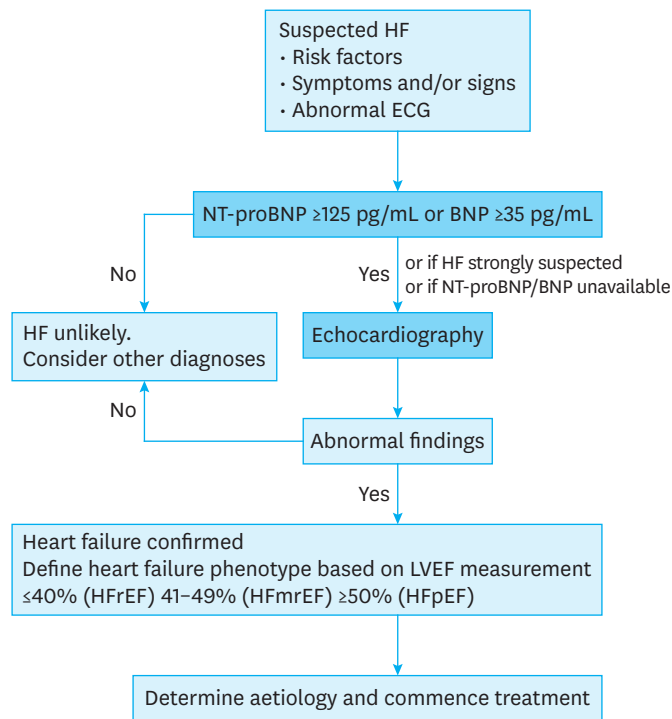 Suspected HF
· Risk factors
· Symptoms and/or signs
· Abnormal ECG
NT-proBNP ≥125 pg/mL or BNP ≥35 pg/mL
No
Yes
or if HF strongly suspected
or if NT-proBNP/BNP unavailable
HF unlikely.
Consider other diagnoses
Echocardiography
No
Abnormal findings
Yes
Heart failure confirmed
Define heart failure phenotype based on LVEF measurement
≤40% (HFrEF) 41–49% (HFmrEF) ≥50% (HFpEF)
Determine aetiology and commence treatment